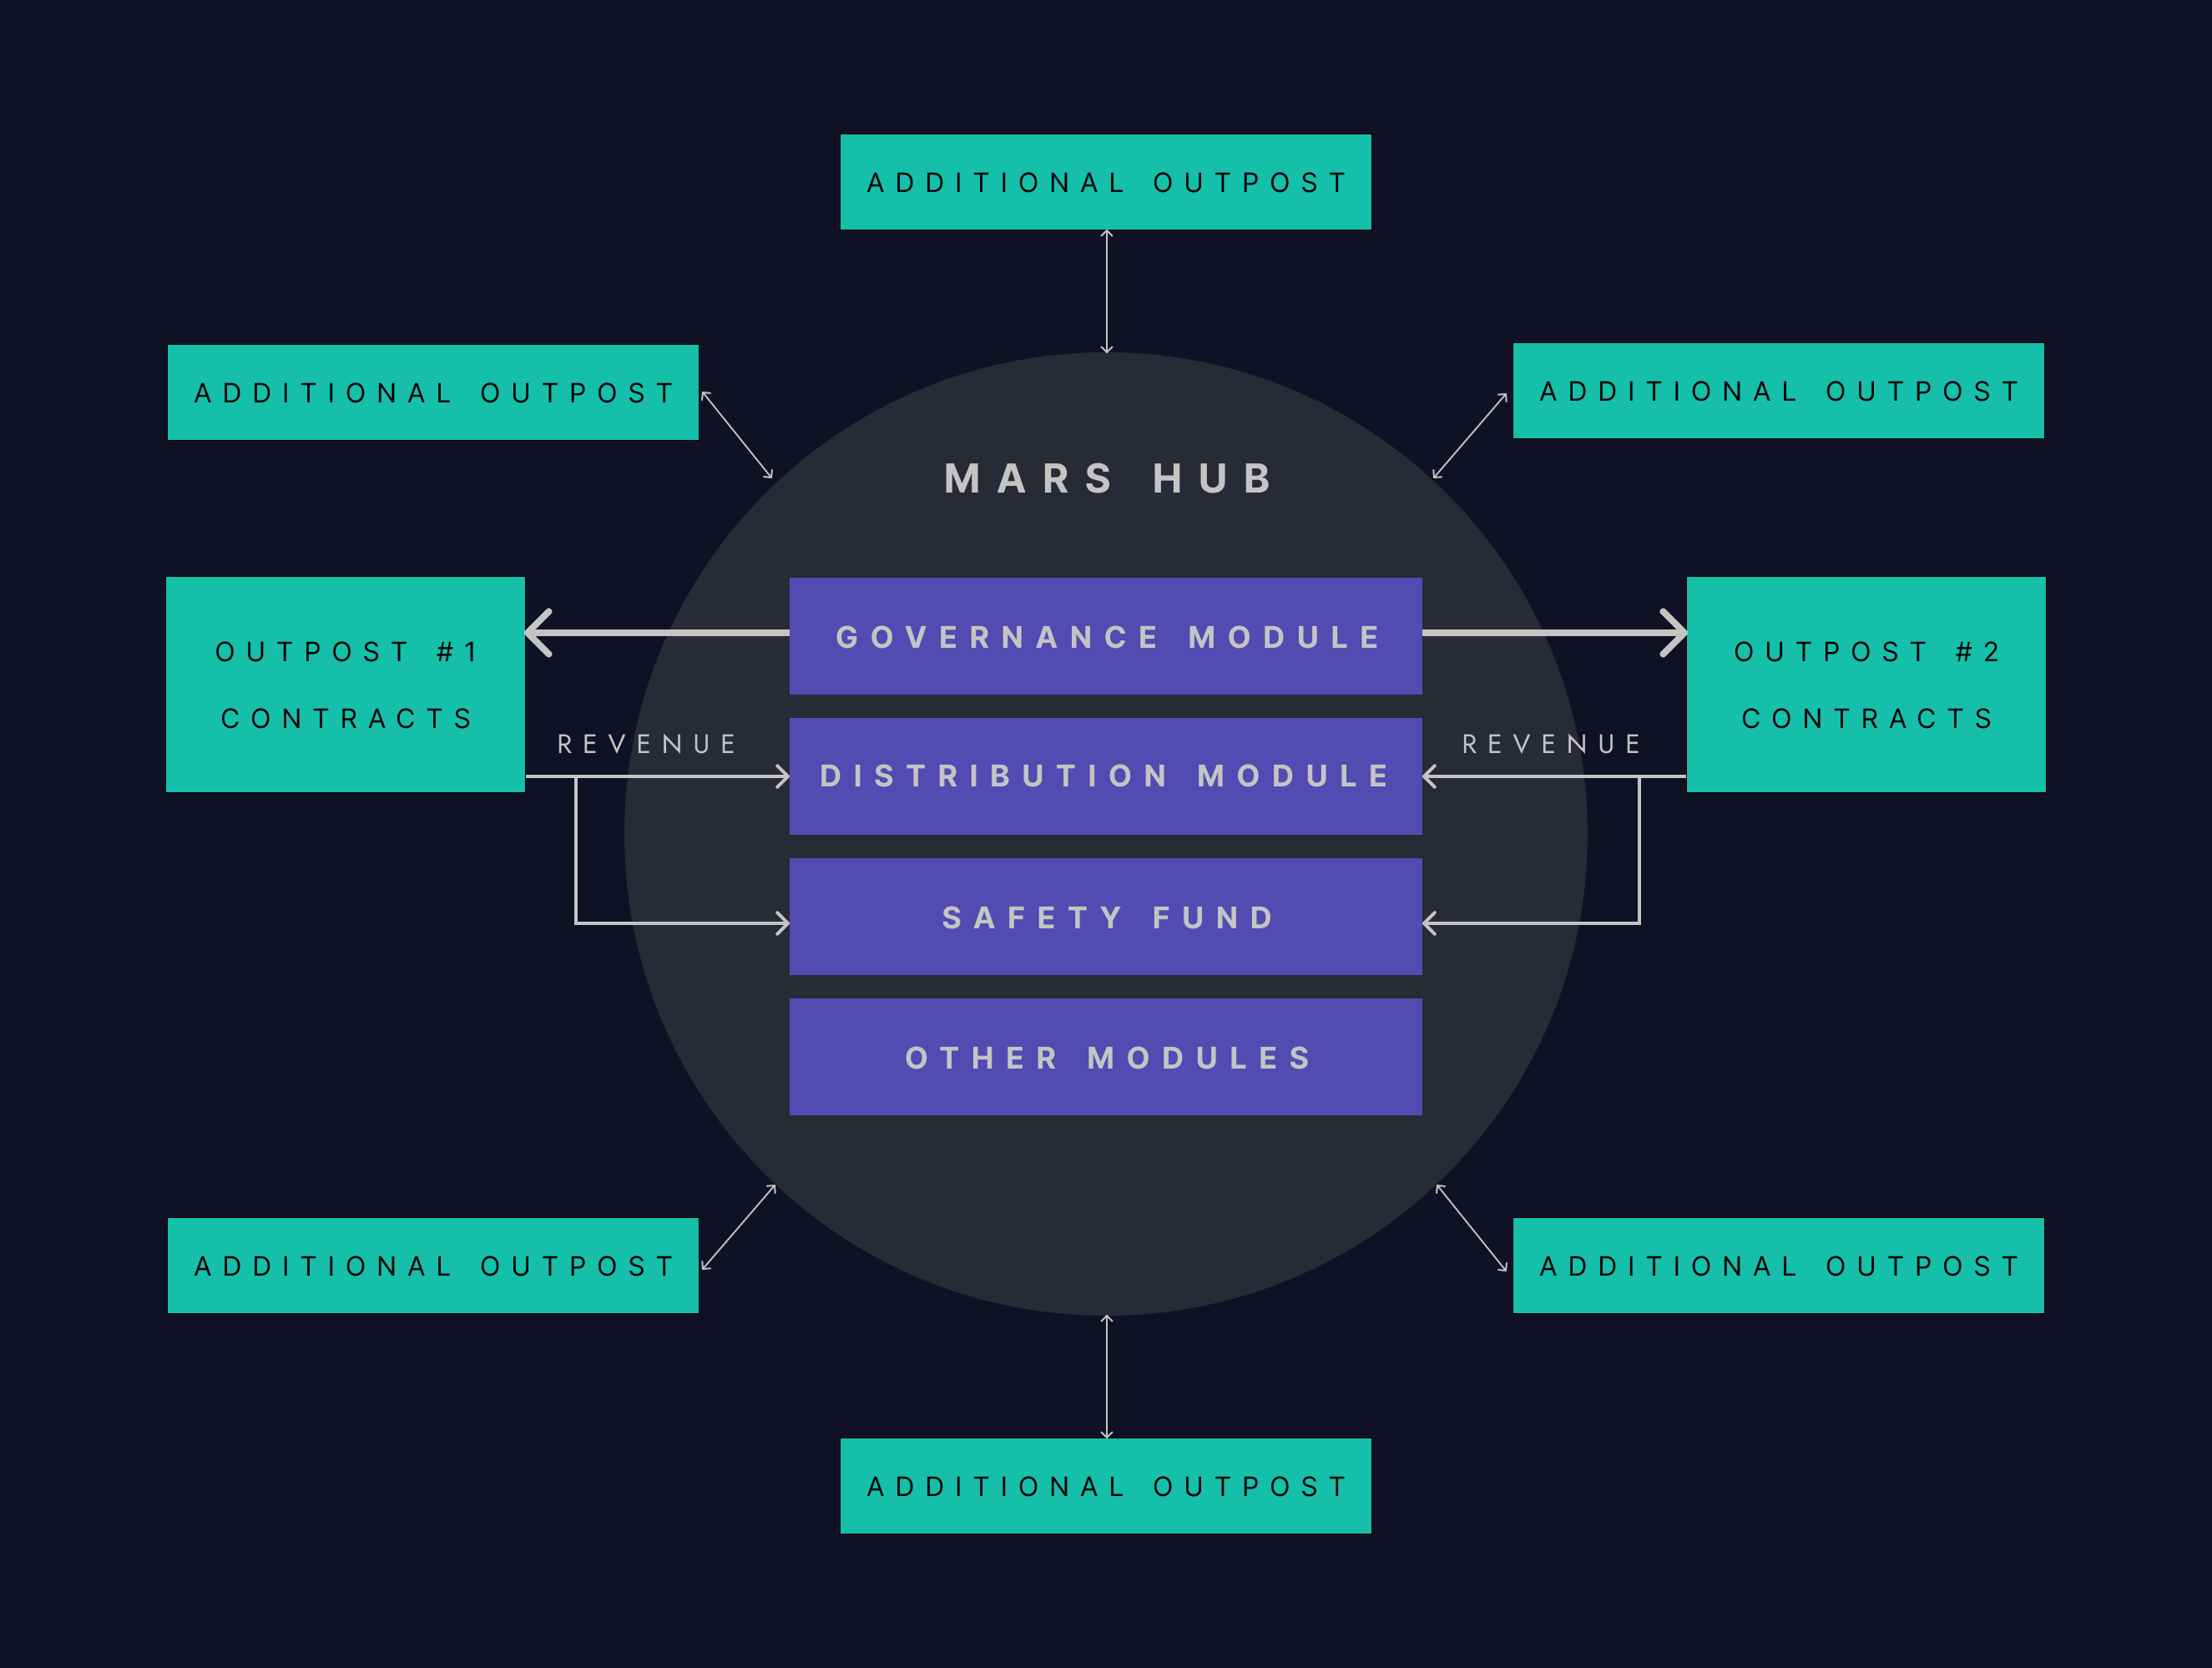 ADDITIONAL OUTPOST
ADDITIONAL OUTPOST
ADDITIONAL OUTPOST
MARS HUB
OUTPOST #1
CONTRACTS
GOVERNANCE MODULE
OUTPOST #2
CONTRACTS
REVENUE
REVENUE
DISTRIBUTION MODULE
SAFETY FUND
OTHER MODULES
ADDITIONAL OUTPOST
ADDITIONAL OUTPOST
ADDITIONAL OUTPOST